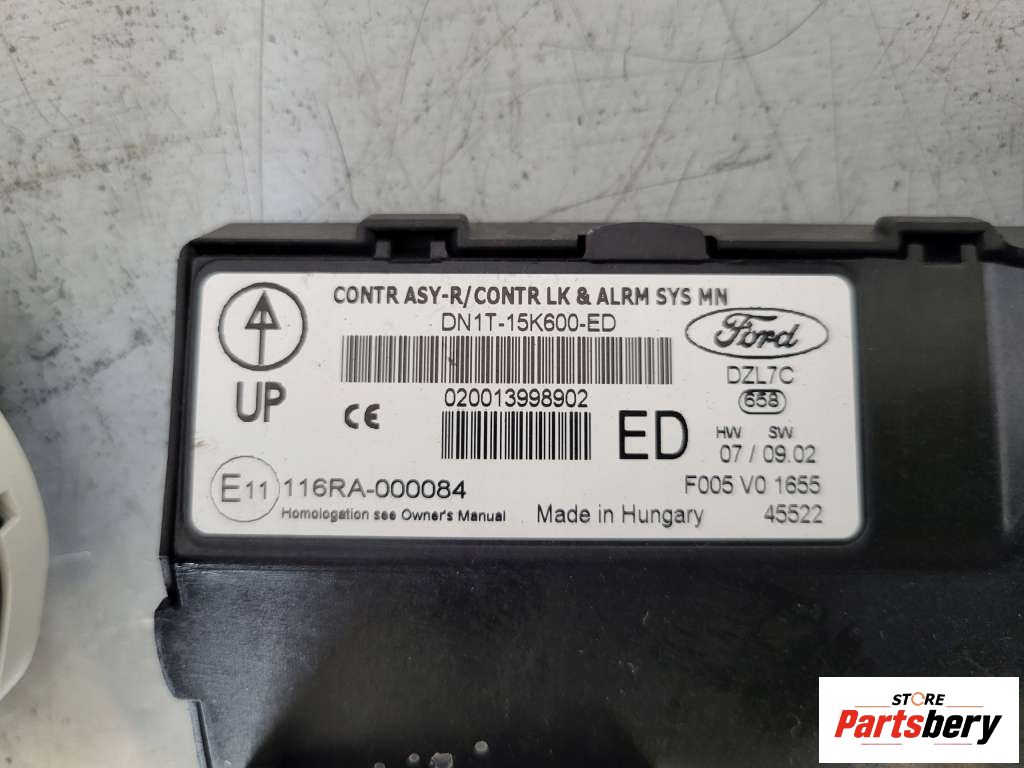 CONTR ASY-R/CONTR LK & ALRM SYS MN
DN1T-15K600-ED
Ford
UP
DZL7C
020013998902
658
CE
ED
HW SW
07 / 09.02
E11 116RA-000084
F005 V0 1655
Homologation see Owner's Manual
Made in Hungary
45522
STORE
Partsbery